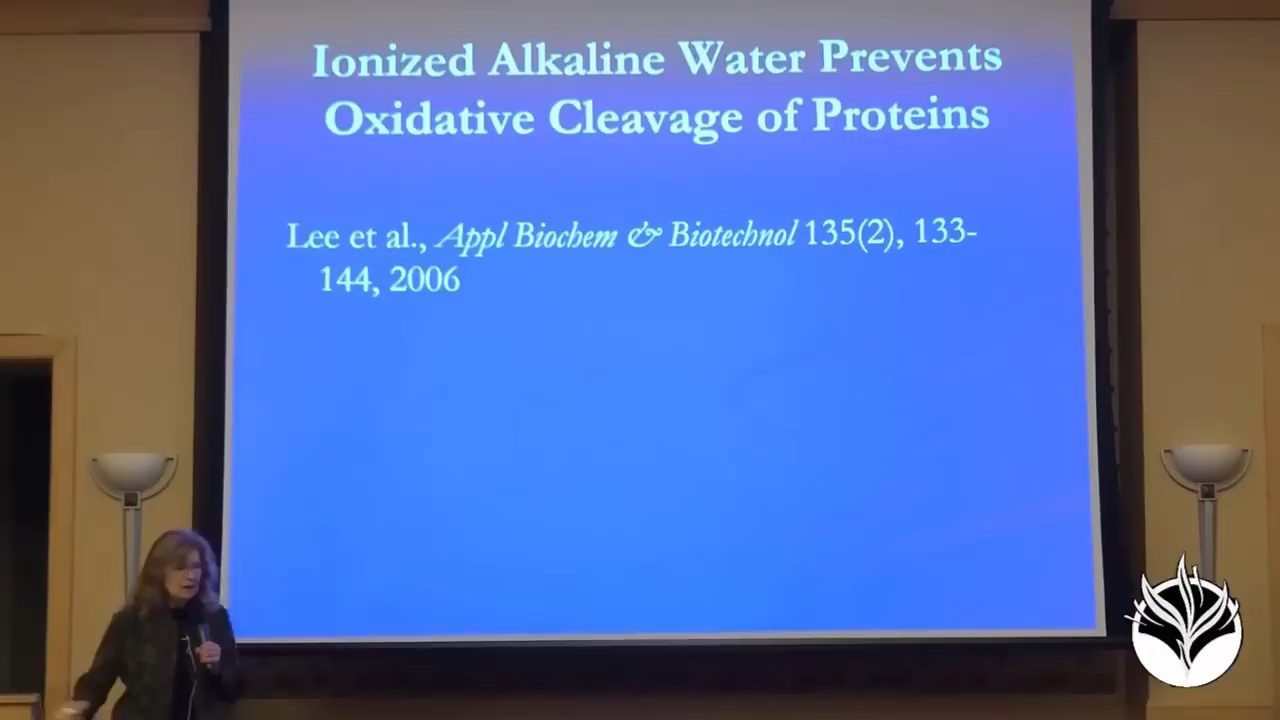 Ionized Alkaline Water Prevents
Oxidative Cleavage of Proteins
Lee et al., Appl Biochem & Biotechnol 135(2), 133-
144, 2006